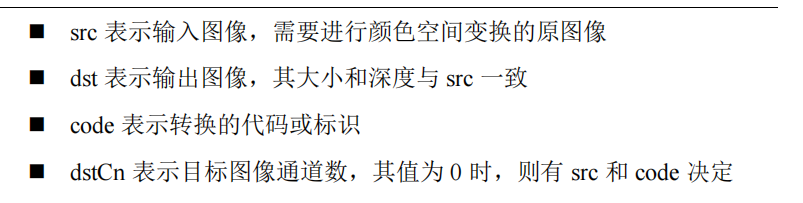 ■ src 表示输入图像，需要进行颜色空间变换的原图像
■ dst 表示输出图像，其大小和深度与 src 一致
■ code 表示转换的代码或标识
■ dstCn 表示目标图像通道数，其值为 0 时，则有 src 和 code 决定